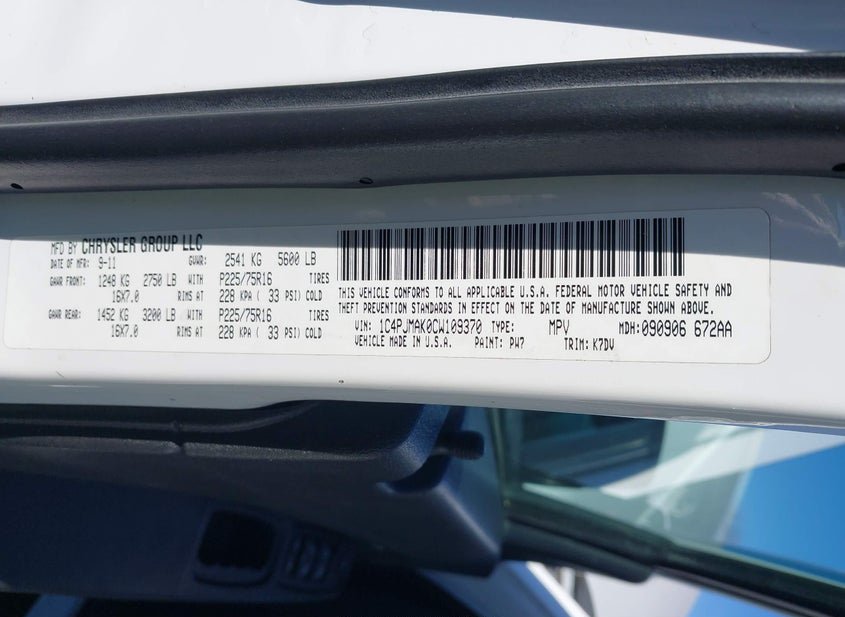 MFD BY CHRYSLER GROUP LLC
DATE OF MFR: 9-11 GVWR: 2541 KG 5600 LB
GAWR FRONT: 1248 KG 2750 LB WITH P225/75R16 TIRES
16X7.0 RIMS AT 228 KPA ( 33 PSI) COLD
GAWR REAR: 1452 KG 3200 LB WITH P225/75R16 TIRES
16X7.0 RIMS AT 228 KPA ( 33 PSI) COLD
THIS VEHICLE CONFORMS TO ALL APPLICABLE U.S.A. FEDERAL MOTOR VEHICLE SAFETY AND
THEFT PREVENTION STANDARDS IN EFFECT ON THE DATE OF MANUFACTURE SHOWN ABOVE.
VIN: 1C4PJMAK0CW109370 TYPE: MPV MDH: 090906 672AA
VEHICLE MADE IN U.S.A. PAINT: PW7 TRIM: K7DV